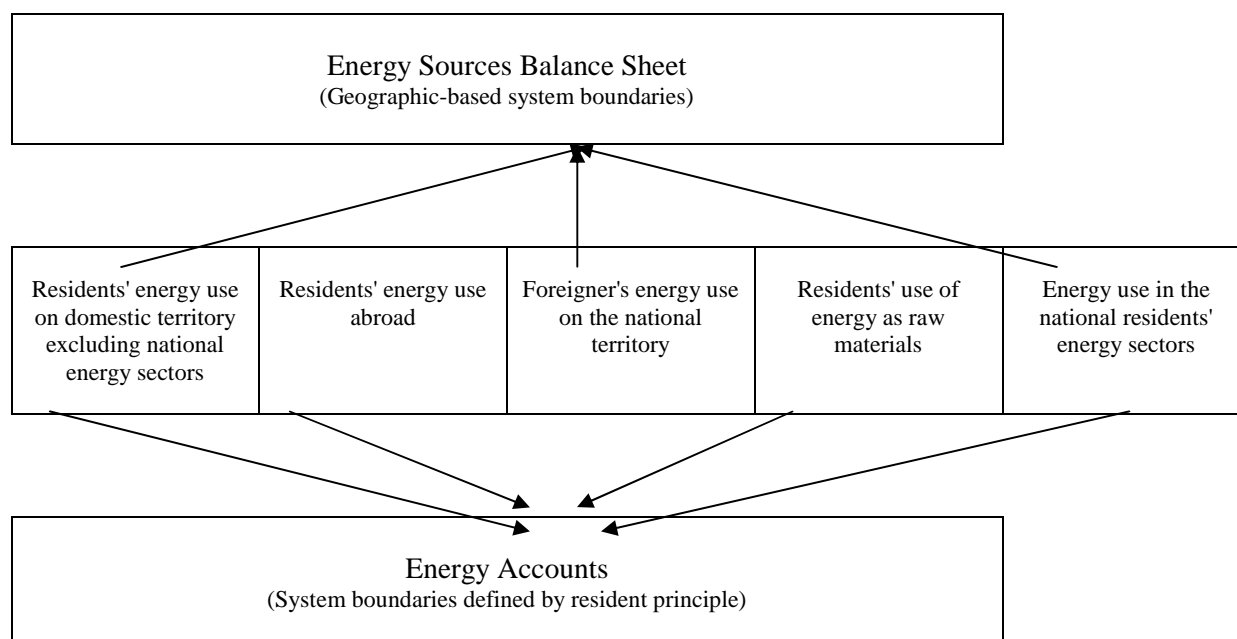 Energy Sources Balance Sheet
(Geographic-based system boundaries)
Residents' energy use
on domestic territory
excluding national
energy sectors
Residents' energy use
abroad
Foreigner's energy use
on the national
territory
Residents' use of
energy as raw
materials
Energy use in the
national residents'
energy sectors
Energy Accounts
(System boundaries defined by resident principle)